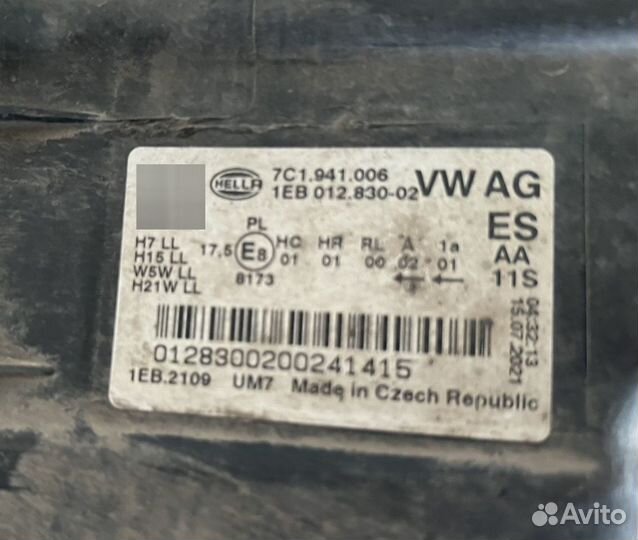 HELLA
7C1.941.006
1EB 012.830-02
VW AG
ES
AA
11S
04:32:13
15.07.2021
PL
H7 LL
H15 LL
W5W LL
H21W LL
17,5 E8 HC HR RL A 1a
01 01 00 02 01
8173
01283000200241415
1EB.2109 UM7 Made in Czech Republic
Avito